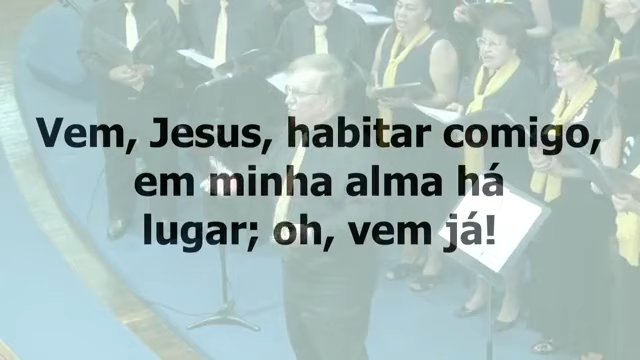 Vem, Jesus, habitar comigo,
em minha alma há
lugar; oh, vem já!